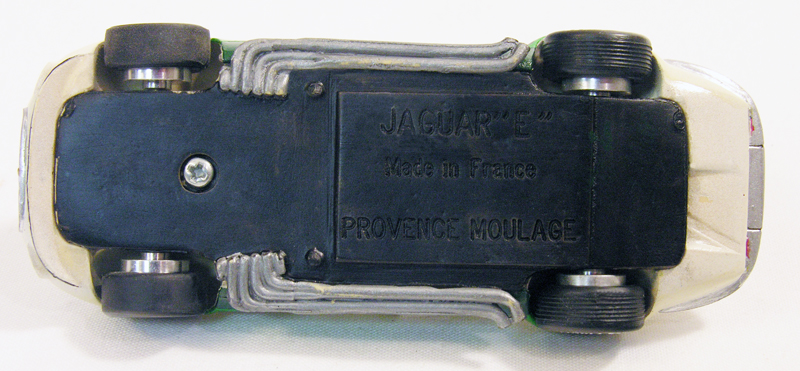 JAGUAR "E"
Made in France
PROVENCE MOULAGE